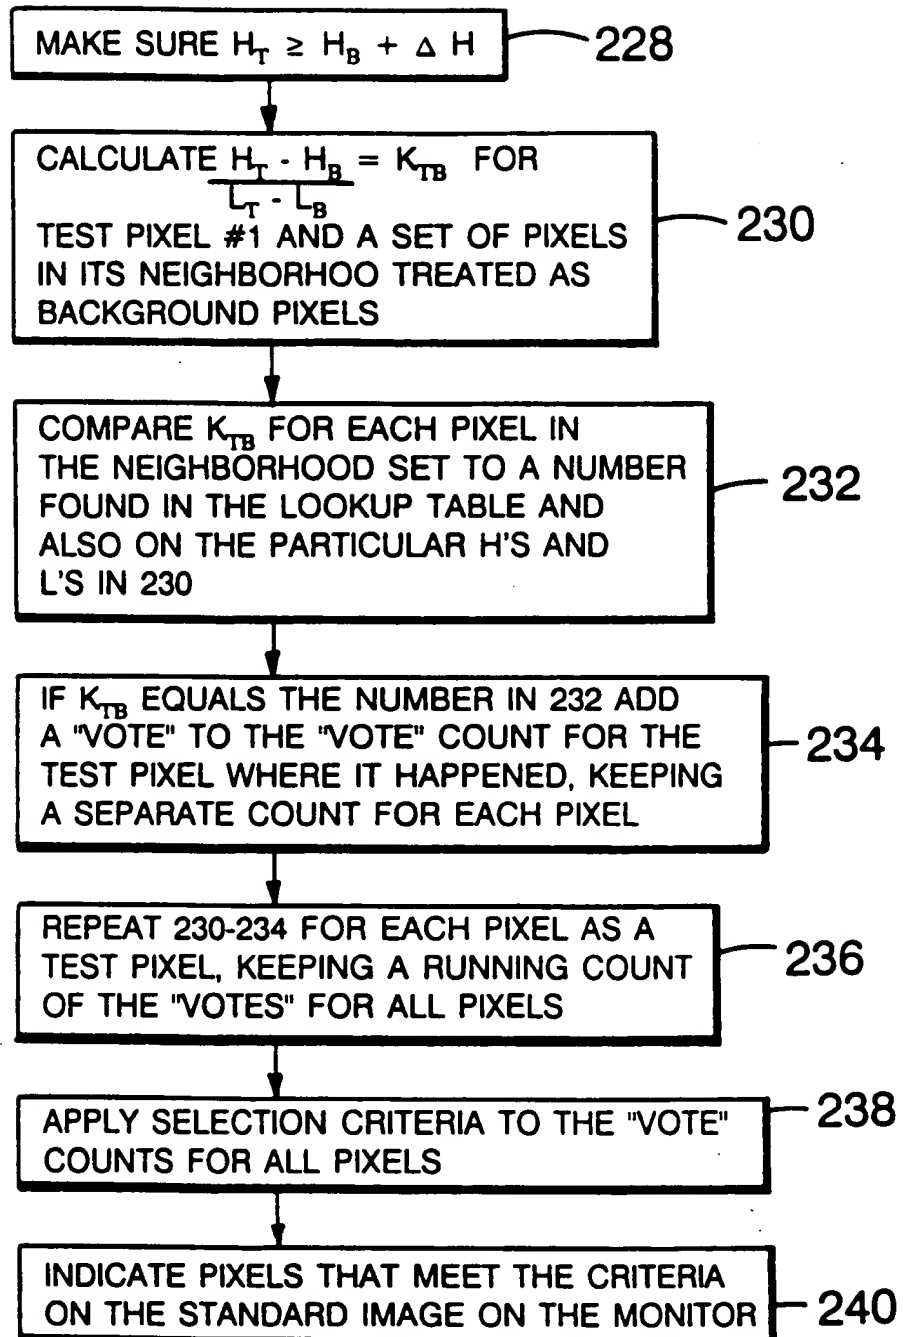 MAKE SURE H_T ≥ H_B + Δ H
228
CALCULATE H_T - H_B = K_TB FOR
L_T - L_B
TEST PIXEL #1 AND A SET OF PIXELS
IN ITS NEIGHBORHOO TREATED AS
BACKGROUND PIXELS
230
COMPARE K_TB FOR EACH PIXEL IN
THE NEIGHBORHOOD SET TO A NUMBER
FOUND IN THE LOOKUP TABLE AND
ALSO ON THE PARTICULAR H'S AND
L'S IN 230
232
IF K_TB EQUALS THE NUMBER IN 232 ADD
A "VOTE" TO THE "VOTE" COUNT FOR THE
TEST PIXEL WHERE IT HAPPENED, KEEPING
A SEPARATE COUNT FOR EACH PIXEL
234
REPEAT 230-234 FOR EACH PIXEL AS A
TEST PIXEL, KEEPING A RUNNING COUNT
OF THE "VOTES" FOR ALL PIXELS
236
APPLY SELECTION CRITERIA TO THE "VOTE"
COUNTS FOR ALL PIXELS
238
INDICATE PIXELS THAT MEET THE CRITERIA
ON THE STANDARD IMAGE ON THE MONITOR
240